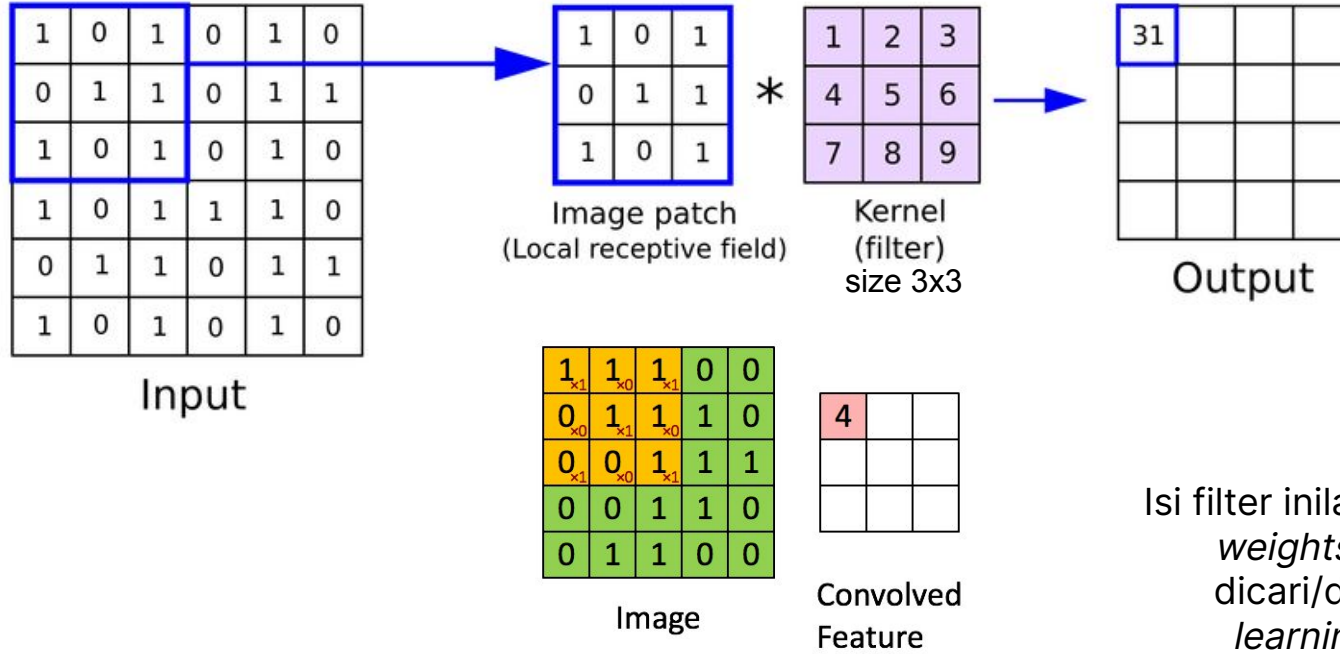 1 0 1 0 1 0
0 1 1 0 1 1
1 0 1 0 1 0
1 0 1 1 1 0
0 1 1 0 1 1
1 0 1 0 1 0
Input
1 0 1
0 1 1
1 0 1
Image patch
(Local receptive field)
*
1 2 3
4 5 6
7 8 9
Kernel
(filter)
size 3x3
31
Output
1×1 1×0 1×1 0 0
0×0 1×1 1×0 1 0
0×1 0×0 1×1 1 1
0 0 1 1 0
0 1 1 0 0
Image
4
Convolved
Feature
Isi filter
weights
dicari/